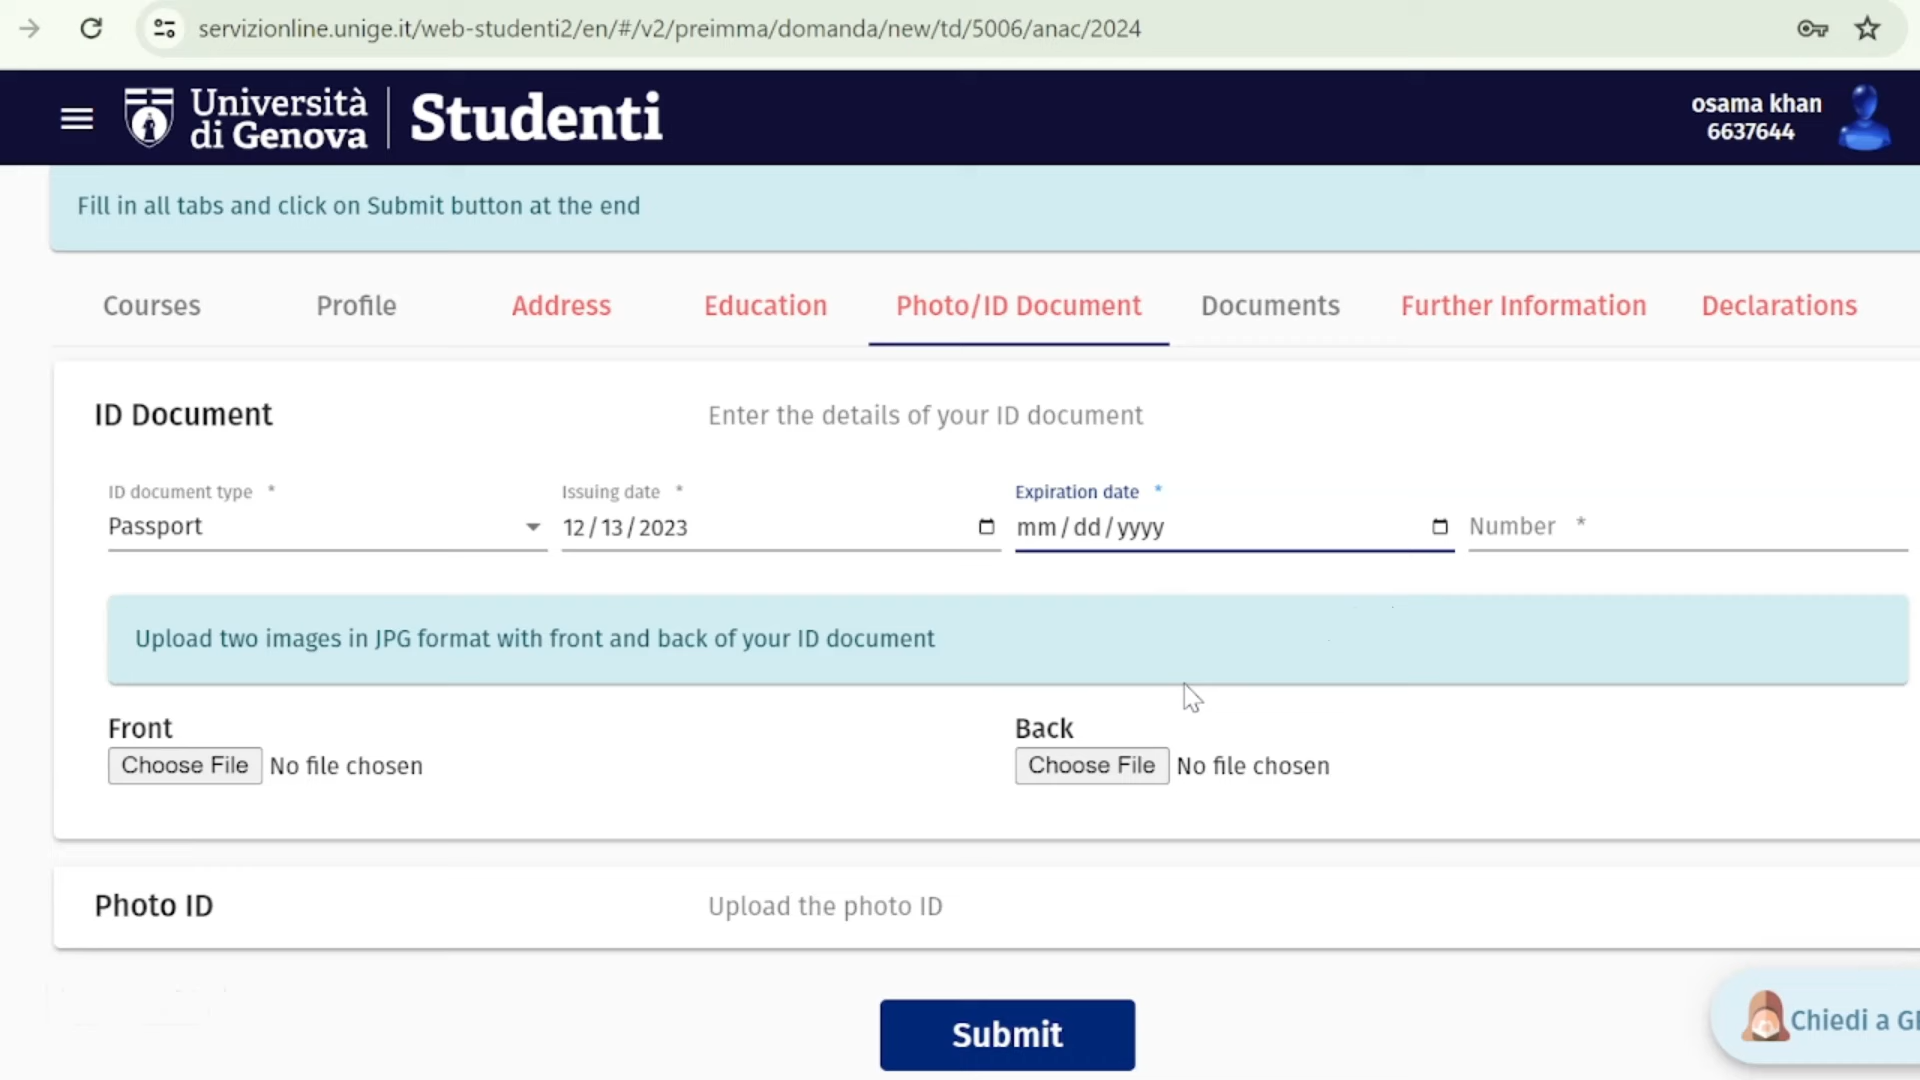 servizionline.unige.it/web-studenti2/en/#/v2/preimma/domanda/new/td/5006/anac/2024
Università
di Genova
Studenti
osama khan
6637644
Fill in all tabs and click on Submit button at the end
Courses Profile Address Education Photo/ID Document Documents Further Information Declarations
ID Document Enter the details of your ID document
ID document type * Issuing date * Expiration date *
Passport 12/13/2023 mm/dd/yyyy Number *
Upload two images in JPG format with front and back of your ID document
Front Back
Choose File No file chosen Choose File No file chosen
Photo ID Upload the photo ID
Submit
Chiedi a